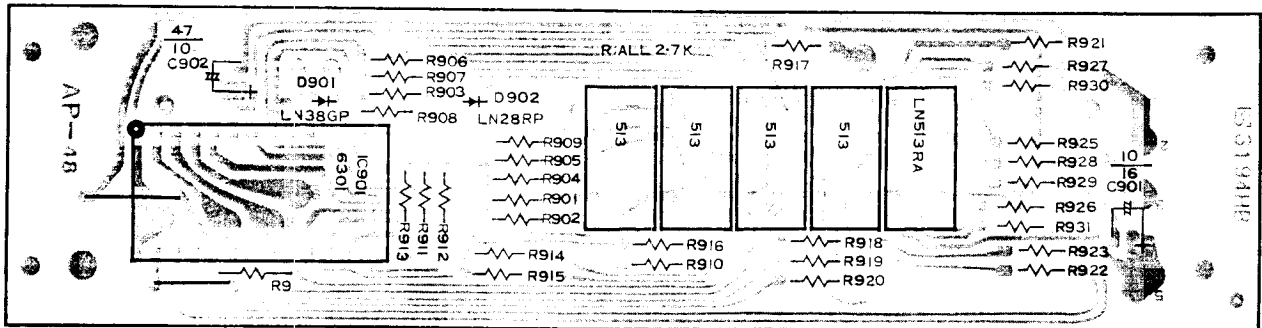 47
10
C902
D901
LN38GP
R906
R907
R903
R908
D902
LN28RP
R.ALL 2.7K
R917
R921
R927
R930
AP-48
IC901
6301
R909
R905
R904
R901
R902
R913
R911
R912
513
513
513
513
LN513RA
R925
R928
R929
R926
R931
R923
R922
10
16
C901
R9
R914
R915
R916
R910
R918
R919
R920